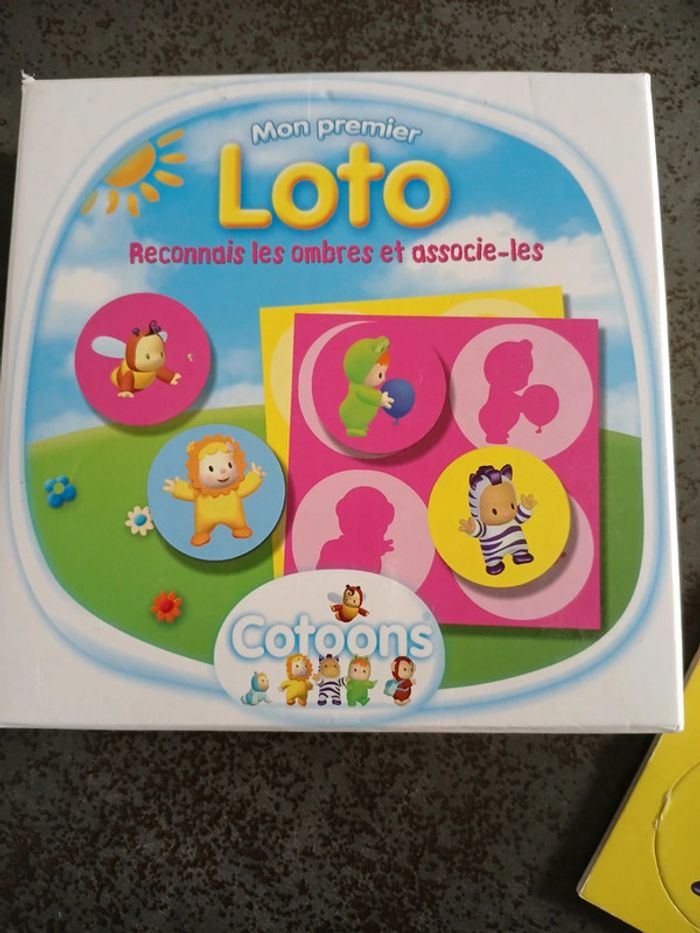 Mon premier
Loto
Reconnais les ombres et associe-les
Cotoons®